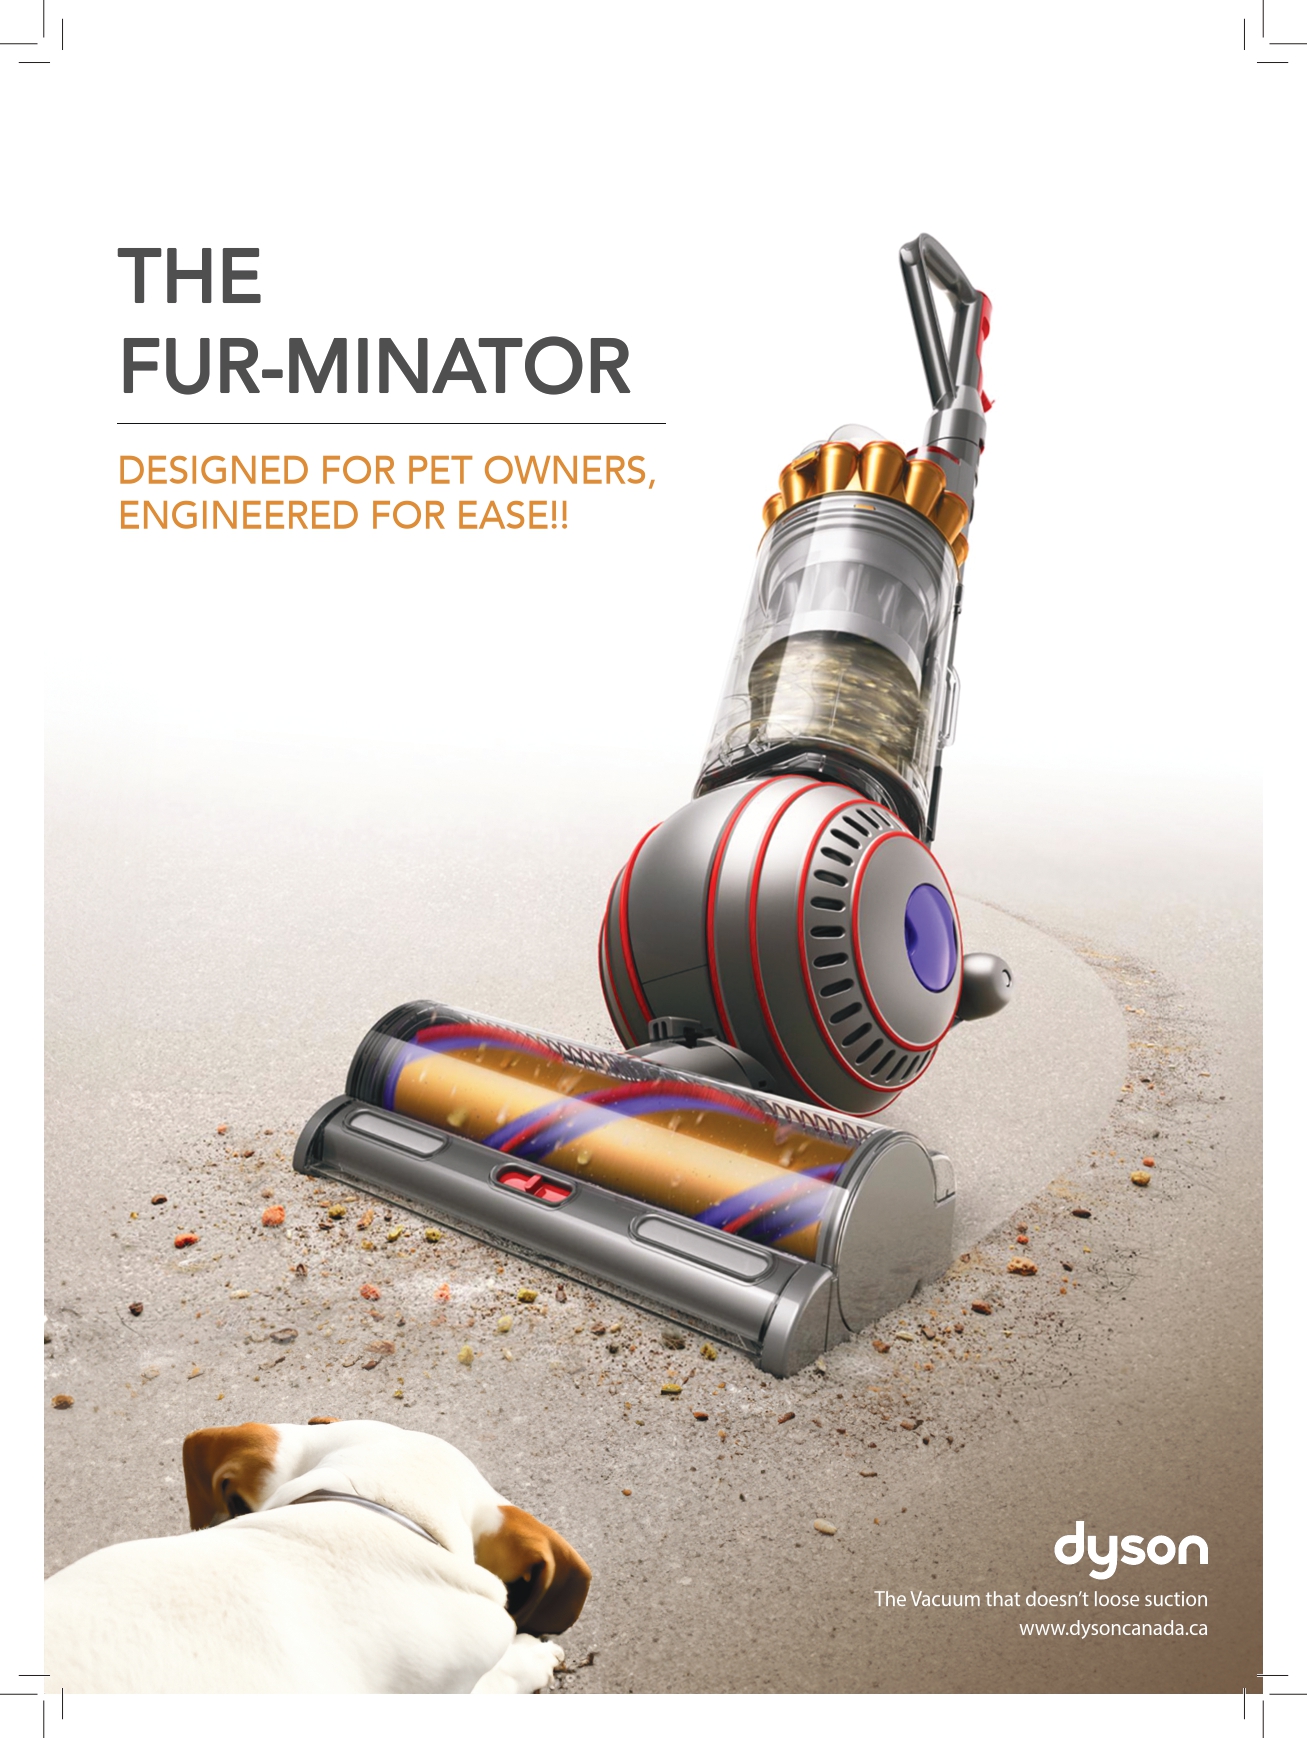 THE
FUR-MINATOR
DESIGNED FOR PET OWNERS,
ENGINEERED FOR EASE!!
dyson
The Vacuum that doesn't loose suction
www.dysoncanada.ca